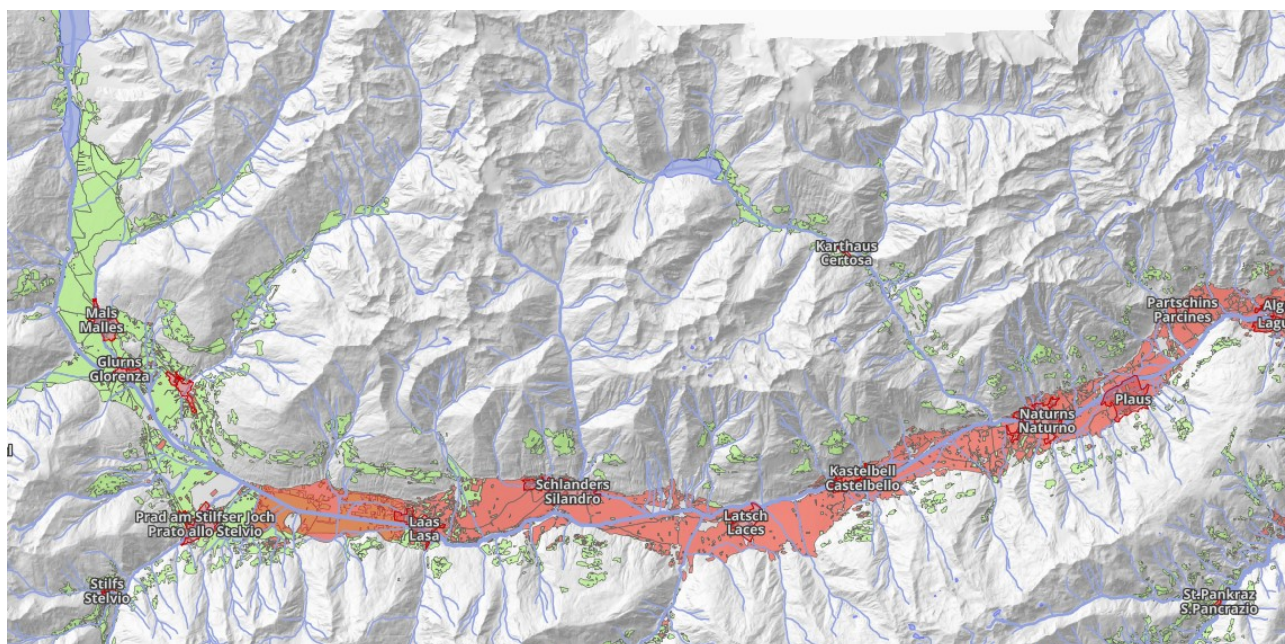 Karthaus
Certosa
Partschins
Parcines
Mals
Malles
Glurns
Glorenza
Plaus
Naturns
Naturno
Kastelbell
Castelbello
Schlanders
Silandro
Latsch
Laces
Laas
Lasa
Prad am Stilfser Joch
Prato allo Stelvio
Stilfs
Stelvio
St.Pankraz
S.Pancrazio